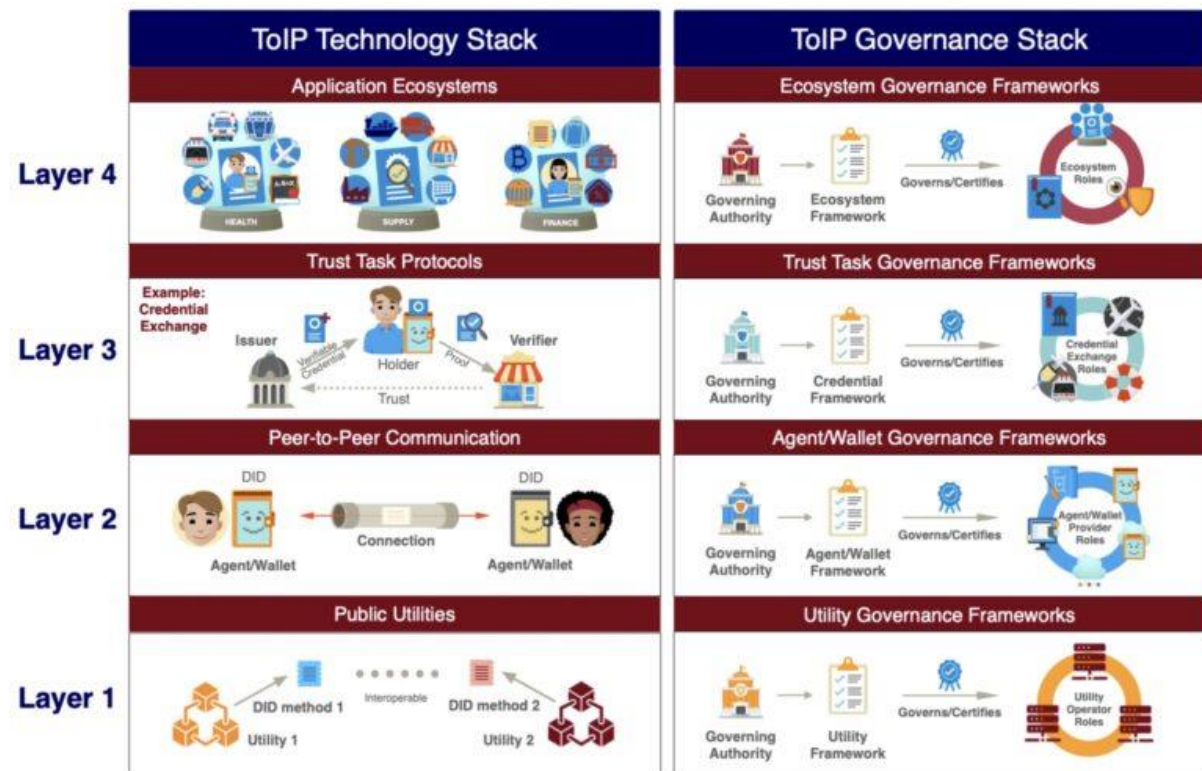 ToIP Technology Stack
ToIP Governance Stack
Layer 4
Application Ecosystems
HEALTH
SUPPLY
FINANCE
Ecosystem Governance Frameworks
Governing
Authority
Ecosystem
Framework
Governs/Certifies
Ecosystem
Roles
Layer 3
Trust Task Protocols
Example:
Credential
Exchange
Issuer
Verifiable
Credential
Holder
Proof
Verifier
Trust
Trust Task Governance Frameworks
Governing
Authority
Credential
Framework
Governs/Certifies
Credential
Exchange
Roles
Layer 2
Peer-to-Peer Communication
DID
Agent/Wallet
Connection
DID
Agent/Wallet
Agent/Wallet Governance Frameworks
Governing
Authority
Agent/Wallet
Framework
Governs/Certifies
Agent/Wallet
Provider
Roles
Layer 1
Public Utilities
Utility 1
DID method 1
Interoperable
DID method 2
Utility 2
Utility Governance Frameworks
Governing
Authority
Utility
Framework
Governs/Certifies
Utility
Operator
Roles